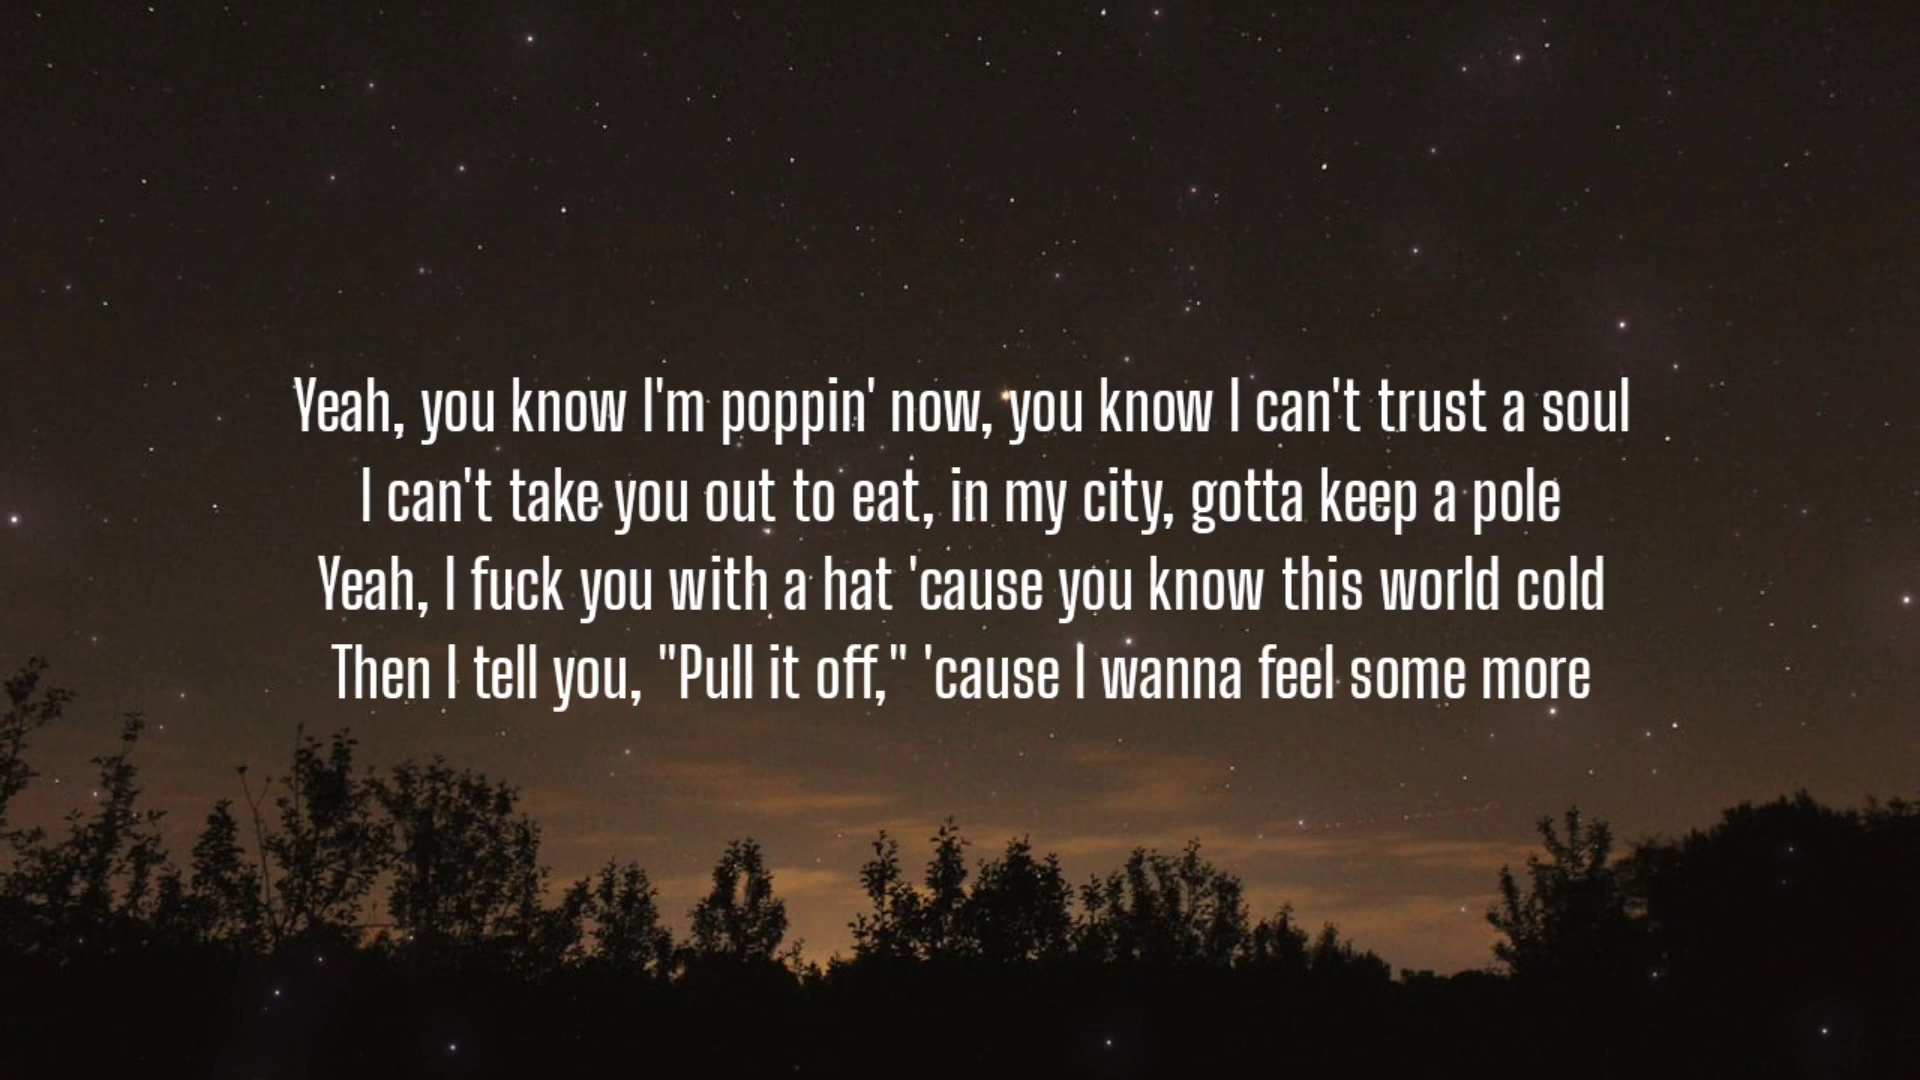 Yeah, you know I'm poppin' now, you know I can't trust a soul
I can't take you out to eat, in my city, gotta keep a pole
Yeah, I fuck you with a hat 'cause you know this world cold
Then I tell you, "Pull it off," 'cause I wanna feel some more